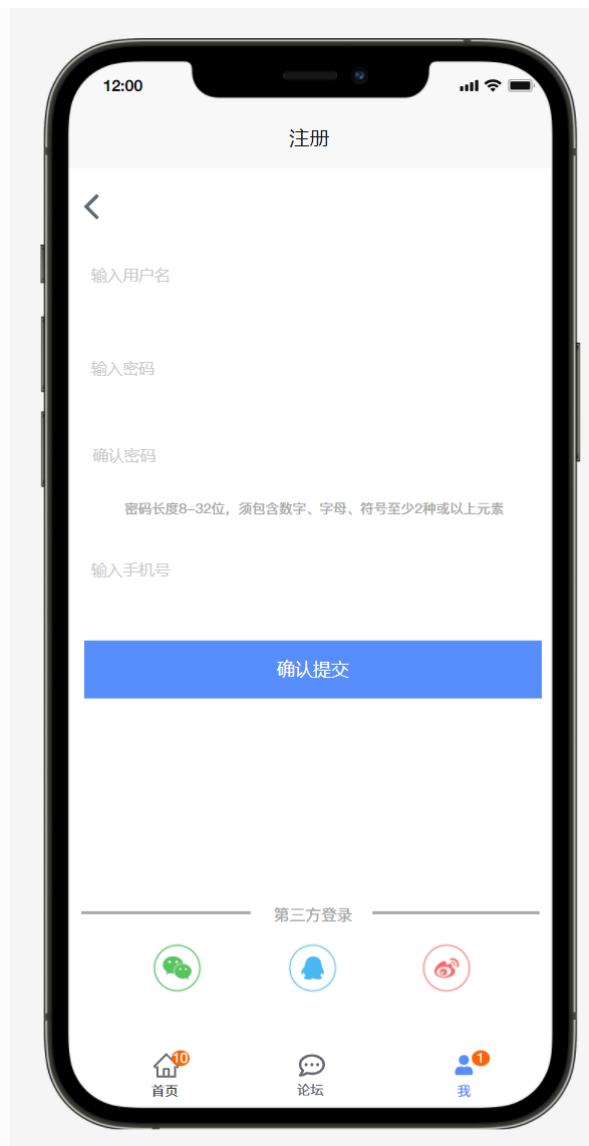 12:00
注册
输入用户名
输入密码
确认密码
密码长度8-32位，须包含数字、字母、符号至少2种或以上元素
输入手机号
确认提交
第三方登录
10
1
首页
论坛
我